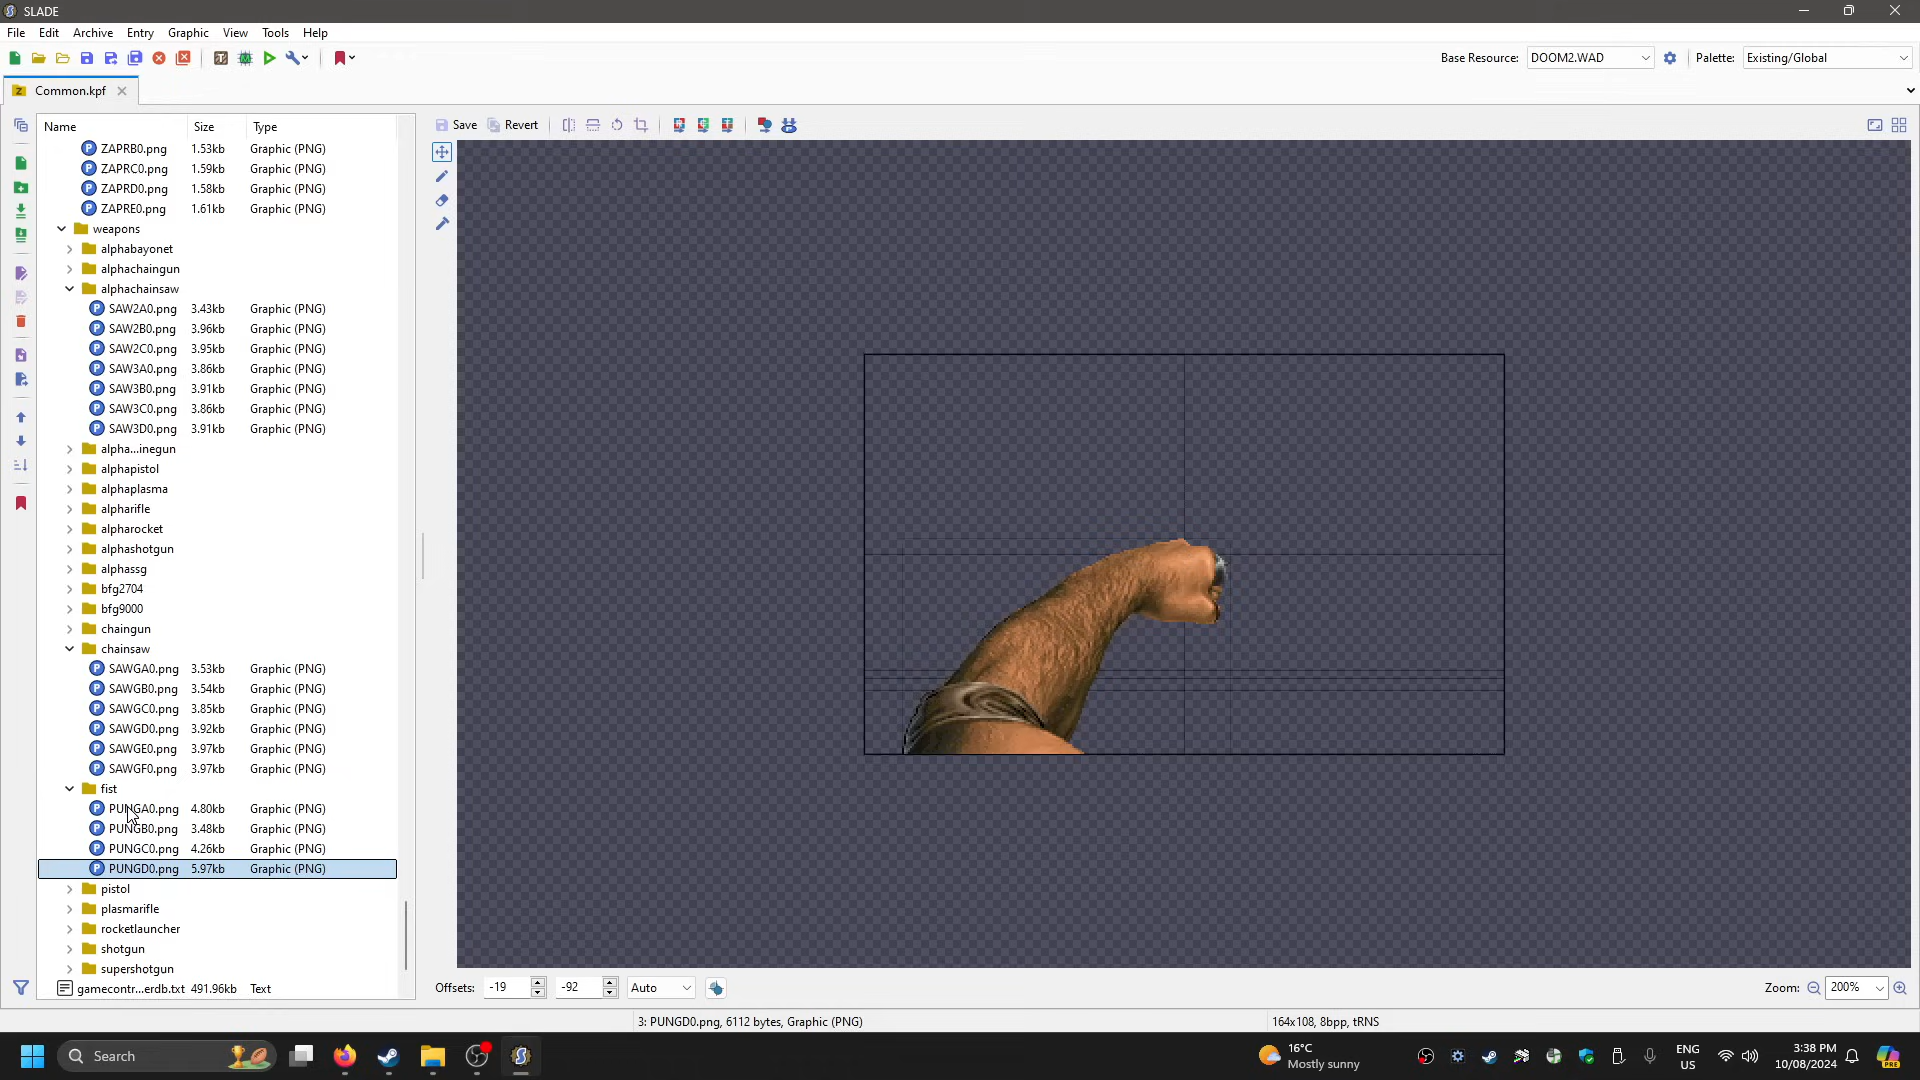 SLADE
File Edit Archive Entry Graphic View Tools Help
Base Resource: DOOM2.WAD Palette: Existing/Global
Common.kpf
Name Size Type
Save Revert
ZAPRB0.png 1.53kb Graphic (PNG)
ZAPRC0.png 1.59kb Graphic (PNG)
ZAPRD0.png 1.58kb Graphic (PNG)
ZAPRE0.png 1.61kb Graphic (PNG)
weapons
alphabayonet
alphachaingun
alphachainsaw
SAW2A0.png 3.43kb Graphic (PNG)
SAW2B0.png 3.96kb Graphic (PNG)
SAW2C0.png 3.95kb Graphic (PNG)
SAW3A0.png 3.86kb Graphic (PNG)
SAW3B0.png 3.91kb Graphic (PNG)
SAW3C0.png 3.86kb Graphic (PNG)
SAW3D0.png 3.91kb Graphic (PNG)
alpha...inegun
alphapistol
alphaplasma
alpharifle
alpharocket
alphashotgun
alphassg
bfg2704
bfg9000
chaingun
chainsaw
SAWGA0.png 3.53kb Graphic (PNG)
SAWGB0.png 3.54kb Graphic (PNG)
SAWGC0.png 3.85kb Graphic (PNG)
SAWGD0.png 3.92kb Graphic (PNG)
SAWGE0.png 3.97kb Graphic (PNG)
SAWGF0.png 3.97kb Graphic (PNG)
fist
PUNGA0.png 4.80kb Graphic (PNG)
PUNGB0.png 3.48kb Graphic (PNG)
PUNGC0.png 4.26kb Graphic (PNG)
PUNGD0.png 5.97kb Graphic (PNG)
pistol
plasmarifle
rocketlauncher
shotgun
supershotgun
gamecontr...erdb.txt 491.96kb Text
Offsets: -19 -92 Auto Zoom: 200%
3: PUNGD0.png, 6112 bytes, Graphic (PNG) 164x108, 8bpp, tRNS
Search
16°C
Mostly sunny
ENG
US
3:38 PM
10/08/2024
PRE